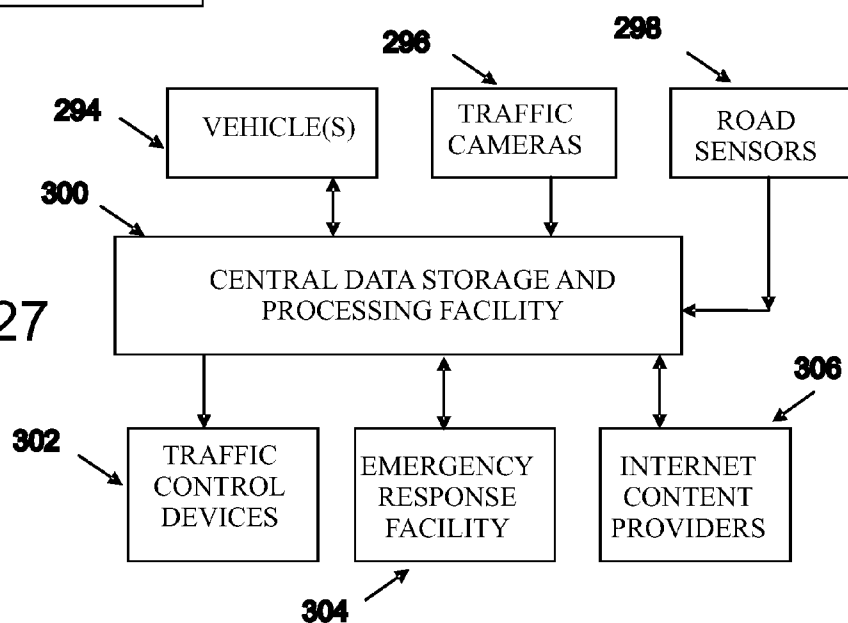 296
298
294
VEHICLE(S)
TRAFFIC
CAMERAS
ROAD
SENSORS
300
CENTRAL DATA STORAGE AND
PROCESSING FACILITY
27
306
302
TRAFFIC
CONTROL
DEVICES
EMERGENCY
RESPONSE
FACILITY
INTERNET
CONTENT
PROVIDERS
304